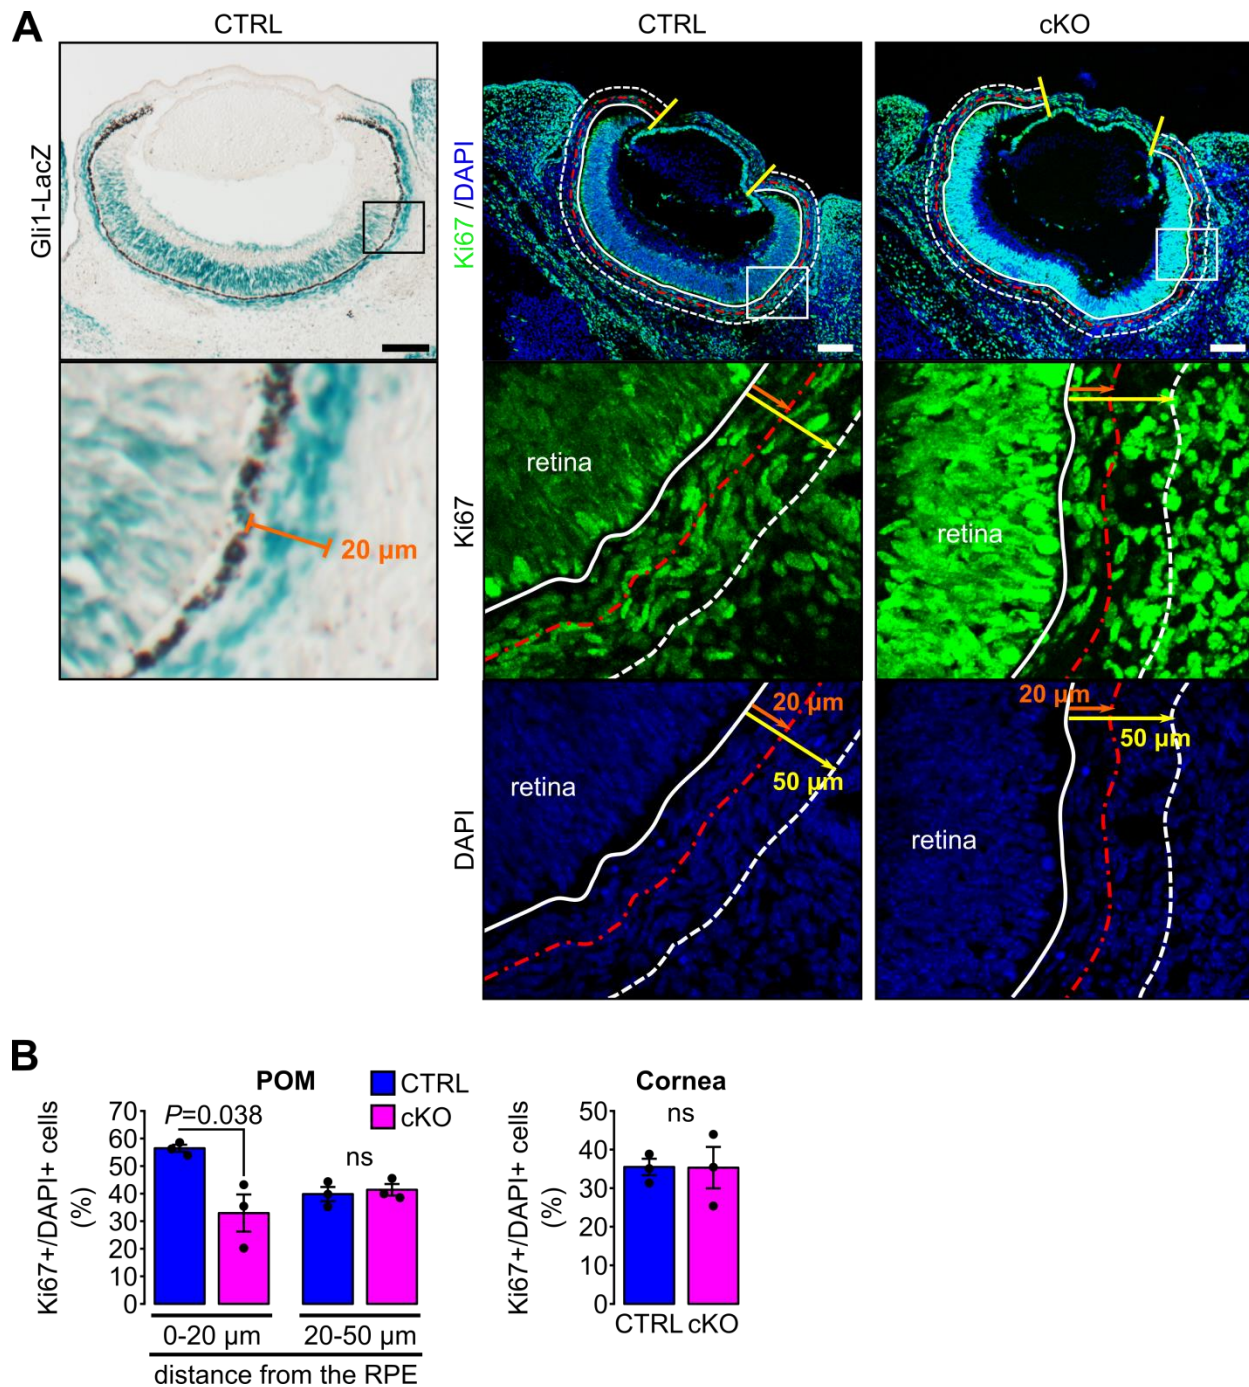 A
CTRL
CTRL
cKO
Gli1-LacZ
Ki67 /DAPI
20 µm
Ki67
retina
retina
DAPI
retina
20 µm
50 µm
retina
20 µm
50 µm
B
POM
CTRL
cKO
Ki67+/DAPI+ cells
(%)
70
60
50
40
30
20
10
0
P=0.038
ns
0-20 µm
20-50 µm
distance from the RPE
Cornea
ns
Ki67+/DAPI+ cells
(%)
50
40
30
20
10
0
CTRL cKO